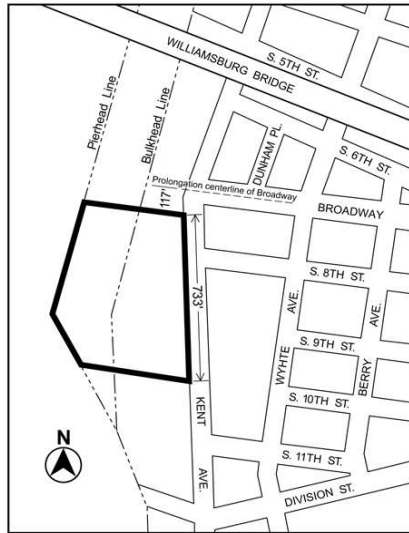 S. 5TH ST.
WILLIAMSBURG BRIDGE
Pierhead Line
Bulkhead Line
DUNHAM PL.
S. 6TH ST.
Prolongation centerline of Broadway
117'
BROADWAY
733'
S. 8TH ST.
WYHTE AVE.
BERRY AVE.
S. 9TH ST.
KENT AVE.
S. 10TH ST.
S. 11TH ST.
DIVISION ST.
N